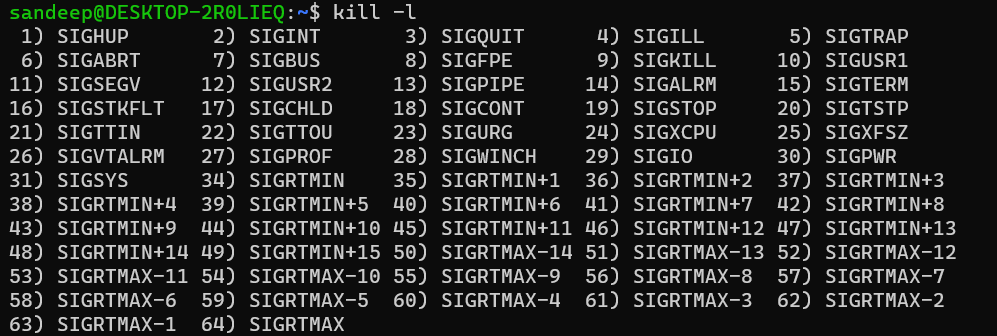 sandeep@DESKTOP-2R0LIEQ:~$ kill -l
 1) SIGHUP       2) SIGINT       3) SIGQUIT      4) SIGILL       5) SIGTRAP
 6) SIGABRT      7) SIGBUS       8) SIGFPE       9) SIGKILL     10) SIGUSR1
11) SIGSEGV     12) SIGUSR2     13) SIGPIPE     14) SIGALRM     15) SIGTERM
16) SIGSTKFLT   17) SIGCHLD     18) SIGCONT     19) SIGSTOP     20) SIGTSTP
21) SIGTTIN     22) SIGTTOU     23) SIGURG      24) SIGXCPU     25) SIGXFSZ
26) SIGVTALRM   27) SIGPROF     28) SIGWINCH    29) SIGIO       30) SIGPWR
31) SIGSYS      34) SIGRTMIN    35) SIGRTMIN+1  36) SIGRTMIN+2  37) SIGRTMIN+3
38) SIGRTMIN+4  39) SIGRTMIN+5  40) SIGRTMIN+6  41) SIGRTMIN+7  42) SIGRTMIN+8
43) SIGRTMIN+9  44) SIGRTMIN+10 45) SIGRTMIN+11 46) SIGRTMIN+12 47) SIGRTMIN+13
48) SIGRTMIN+14 49) SIGRTMIN+15 50) SIGRTMAX-14 51) SIGRTMAX-13 52) SIGRTMAX-12
53) SIGRTMAX-11 54) SIGRTMAX-10 55) SIGRTMAX-9  56) SIGRTMAX-8  57) SIGRTMAX-7
58) SIGRTMAX-6  59) SIGRTMAX-5  60) SIGRTMAX-4  61) SIGRTMAX-3  62) SIGRTMAX-2
63) SIGRTMAX-1  64) SIGRTMAX